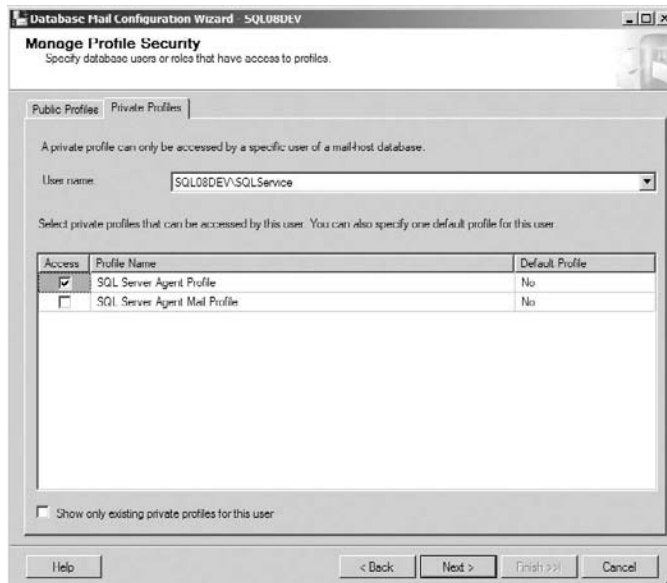 Database Mail Configuration Wizard - SQL08DEV
Manage Profile Security
Specify database users or roles that have access to profiles.
Public Profiles Private Profiles
A private profile can only be accessed by a specific user of a mail-host database.
User name SQL08DEV\SQLService
Select private profiles that can be accessed by this user. You can also specify one default profile for this user
Access Profile Name Default Profile
SQL Server Agent Profile No
SQL Server Agent Mail Profile No
Show only existing private profiles for this user
Help < Back Next > Finish >>| Cancel